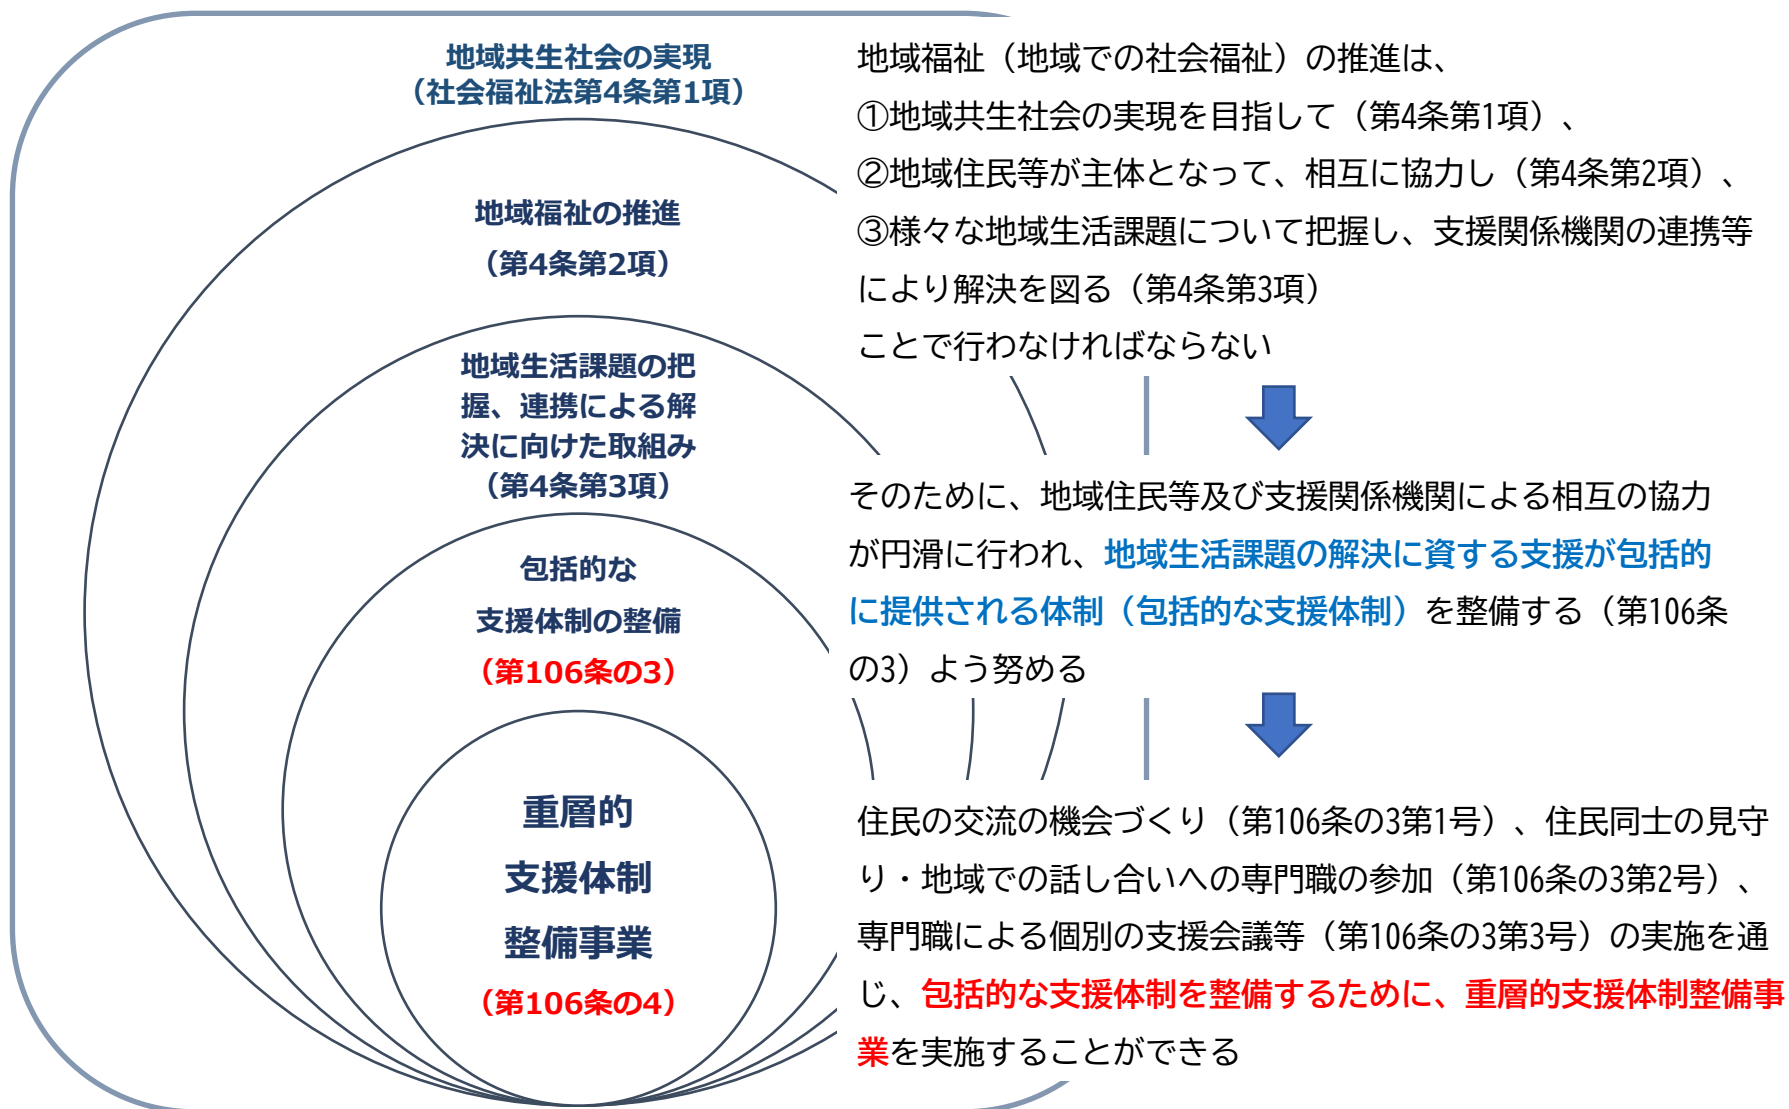 地域共生社会の実現
（社会福祉法第4条第1項）
地域福祉の推進
（第4条第2項）
地域生活課題の把
握、連携による解
決に向けた取組み
（第4条第3項）
包括的な
支援体制の整備
（第106条の3）
重層的
支援体制
整備事業
（第106条の4）
地域福祉（地域での社会福祉）の推進は、
①地域共生社会の実現を目指して（第4条第1項）、
②地域住民等が主体となって、相互に協力し（第4条第2項）、
③様々な地域生活課題について把握し、支援関係機関の連携等
により解決を図る（第4条第3項）
ことで行わなければならない
そのために、地域住民等及び支援関係機関による相互の協力
が円滑に行われ、地域生活課題の解決に資する支援が包括的
に提供される体制（包括的な支援体制）を整備する（第106条
の3）よう努める
住民の交流の機会づくり（第106条の3第1号）、住民同士の見守
り・地域での話し合いへの専門職の参加（第106条の3第2号）、
専門職による個別の支援会議等（第106条の3第3号）の実施を通
じ、包括的な支援体制を整備するために、重層的支援体制整備事
業を実施することができる